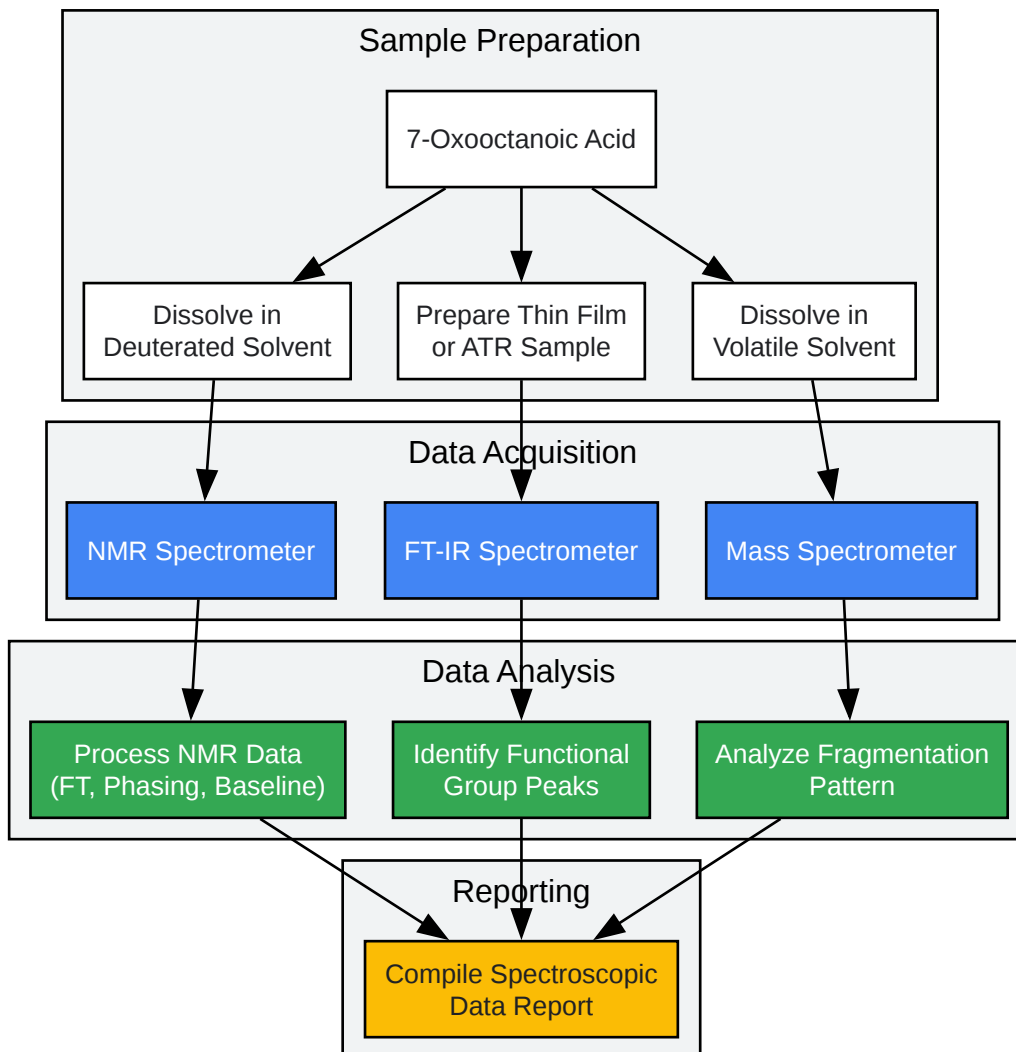 Sample Preparation
7-Oxooctanoic Acid
Dissolve in
Deuterated Solvent
Prepare Thin Film
or ATR Sample
Dissolve in
Volatile Solvent
Data Acquisition
NMR Spectrometer
FT-IR Spectrometer
Mass Spectrometer
Data Analysis
Process NMR Data
(FT, Phasing, Baseline)
Identify Functional
Group Peaks
Analyze Fragmentation
Pattern
Reporting
Compile Spectroscopic
Data Report